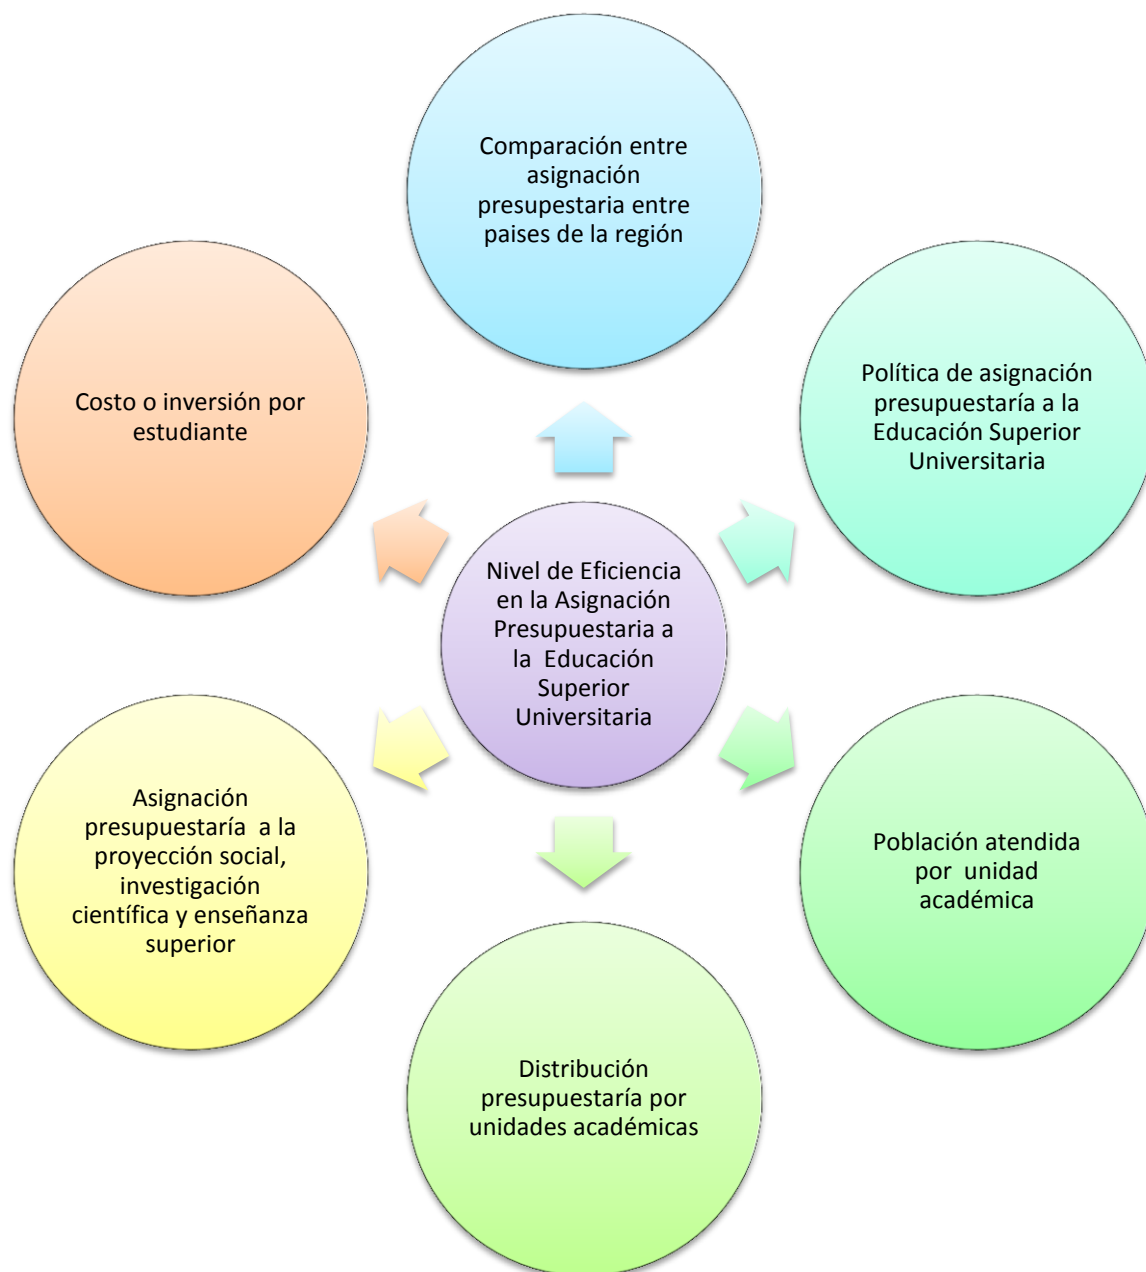 Comparación entre
asignación
presupestaria entre
paises de la región
Costo o inversión por
estudiante
Política de asignación
presupuestaría a la
Educación Superior
Universitaria
Nivel de Eficiencia
en la Asignación
Presupuestaria a
la Educación
Superior
Universitaria
Asignación
presupuestaría a la
proyección social,
investigación
científica y enseñanza
superior
Población atendida
por unidad
académica
Distribución
presupuestaría por
unidades académicas